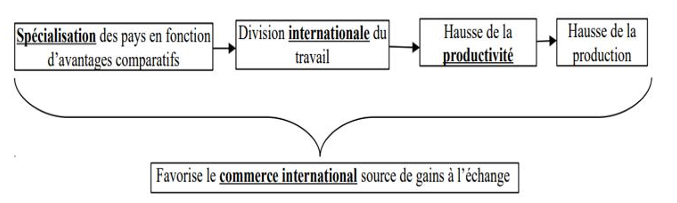 Spécialisation des pays en fonction
d'avantages comparatifs
Division internationale du
travail
Hausse de la
productivité
Hausse de la
production
Favorise le commerce international source de gains à l'échange